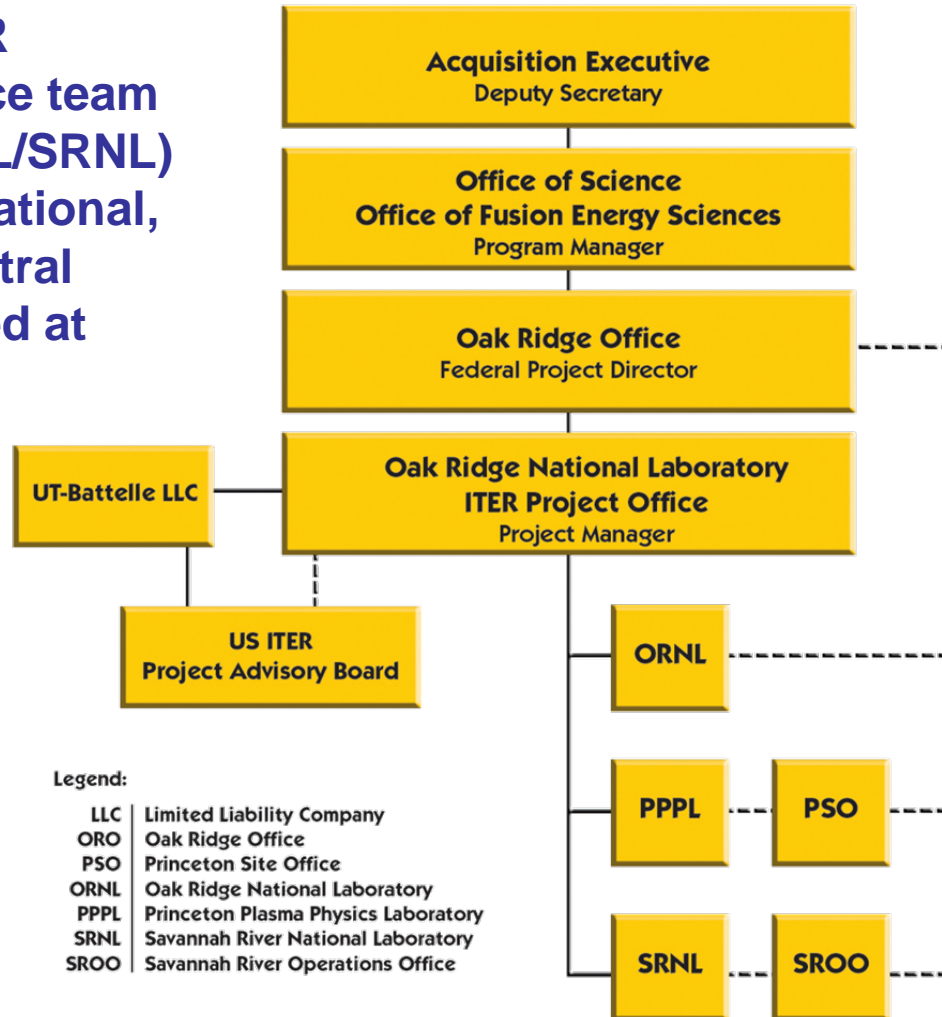 R
ce team
L/SRNL)
ational,
tral
ed at
Acquisition Executive
Deputy Secretary
Office of Science
Office of Fusion Energy Sciences
Program Manager
Oak Ridge Office
Federal Project Director
Oak Ridge National Laboratory
ITER Project Office
Project Manager
UT-Battelle LLC
US ITER
Project Advisory Board
ORNL
PPPL
PSO
SRNL
SROO
Legend:
LLC Limited Liability Company
ORO Oak Ridge Office
PSO Princeton Site Office
ORNL Oak Ridge National Laboratory
PPPL Princeton Plasma Physics Laboratory
SRNL Savannah River National Laboratory
SROO Savannah River Operations Office